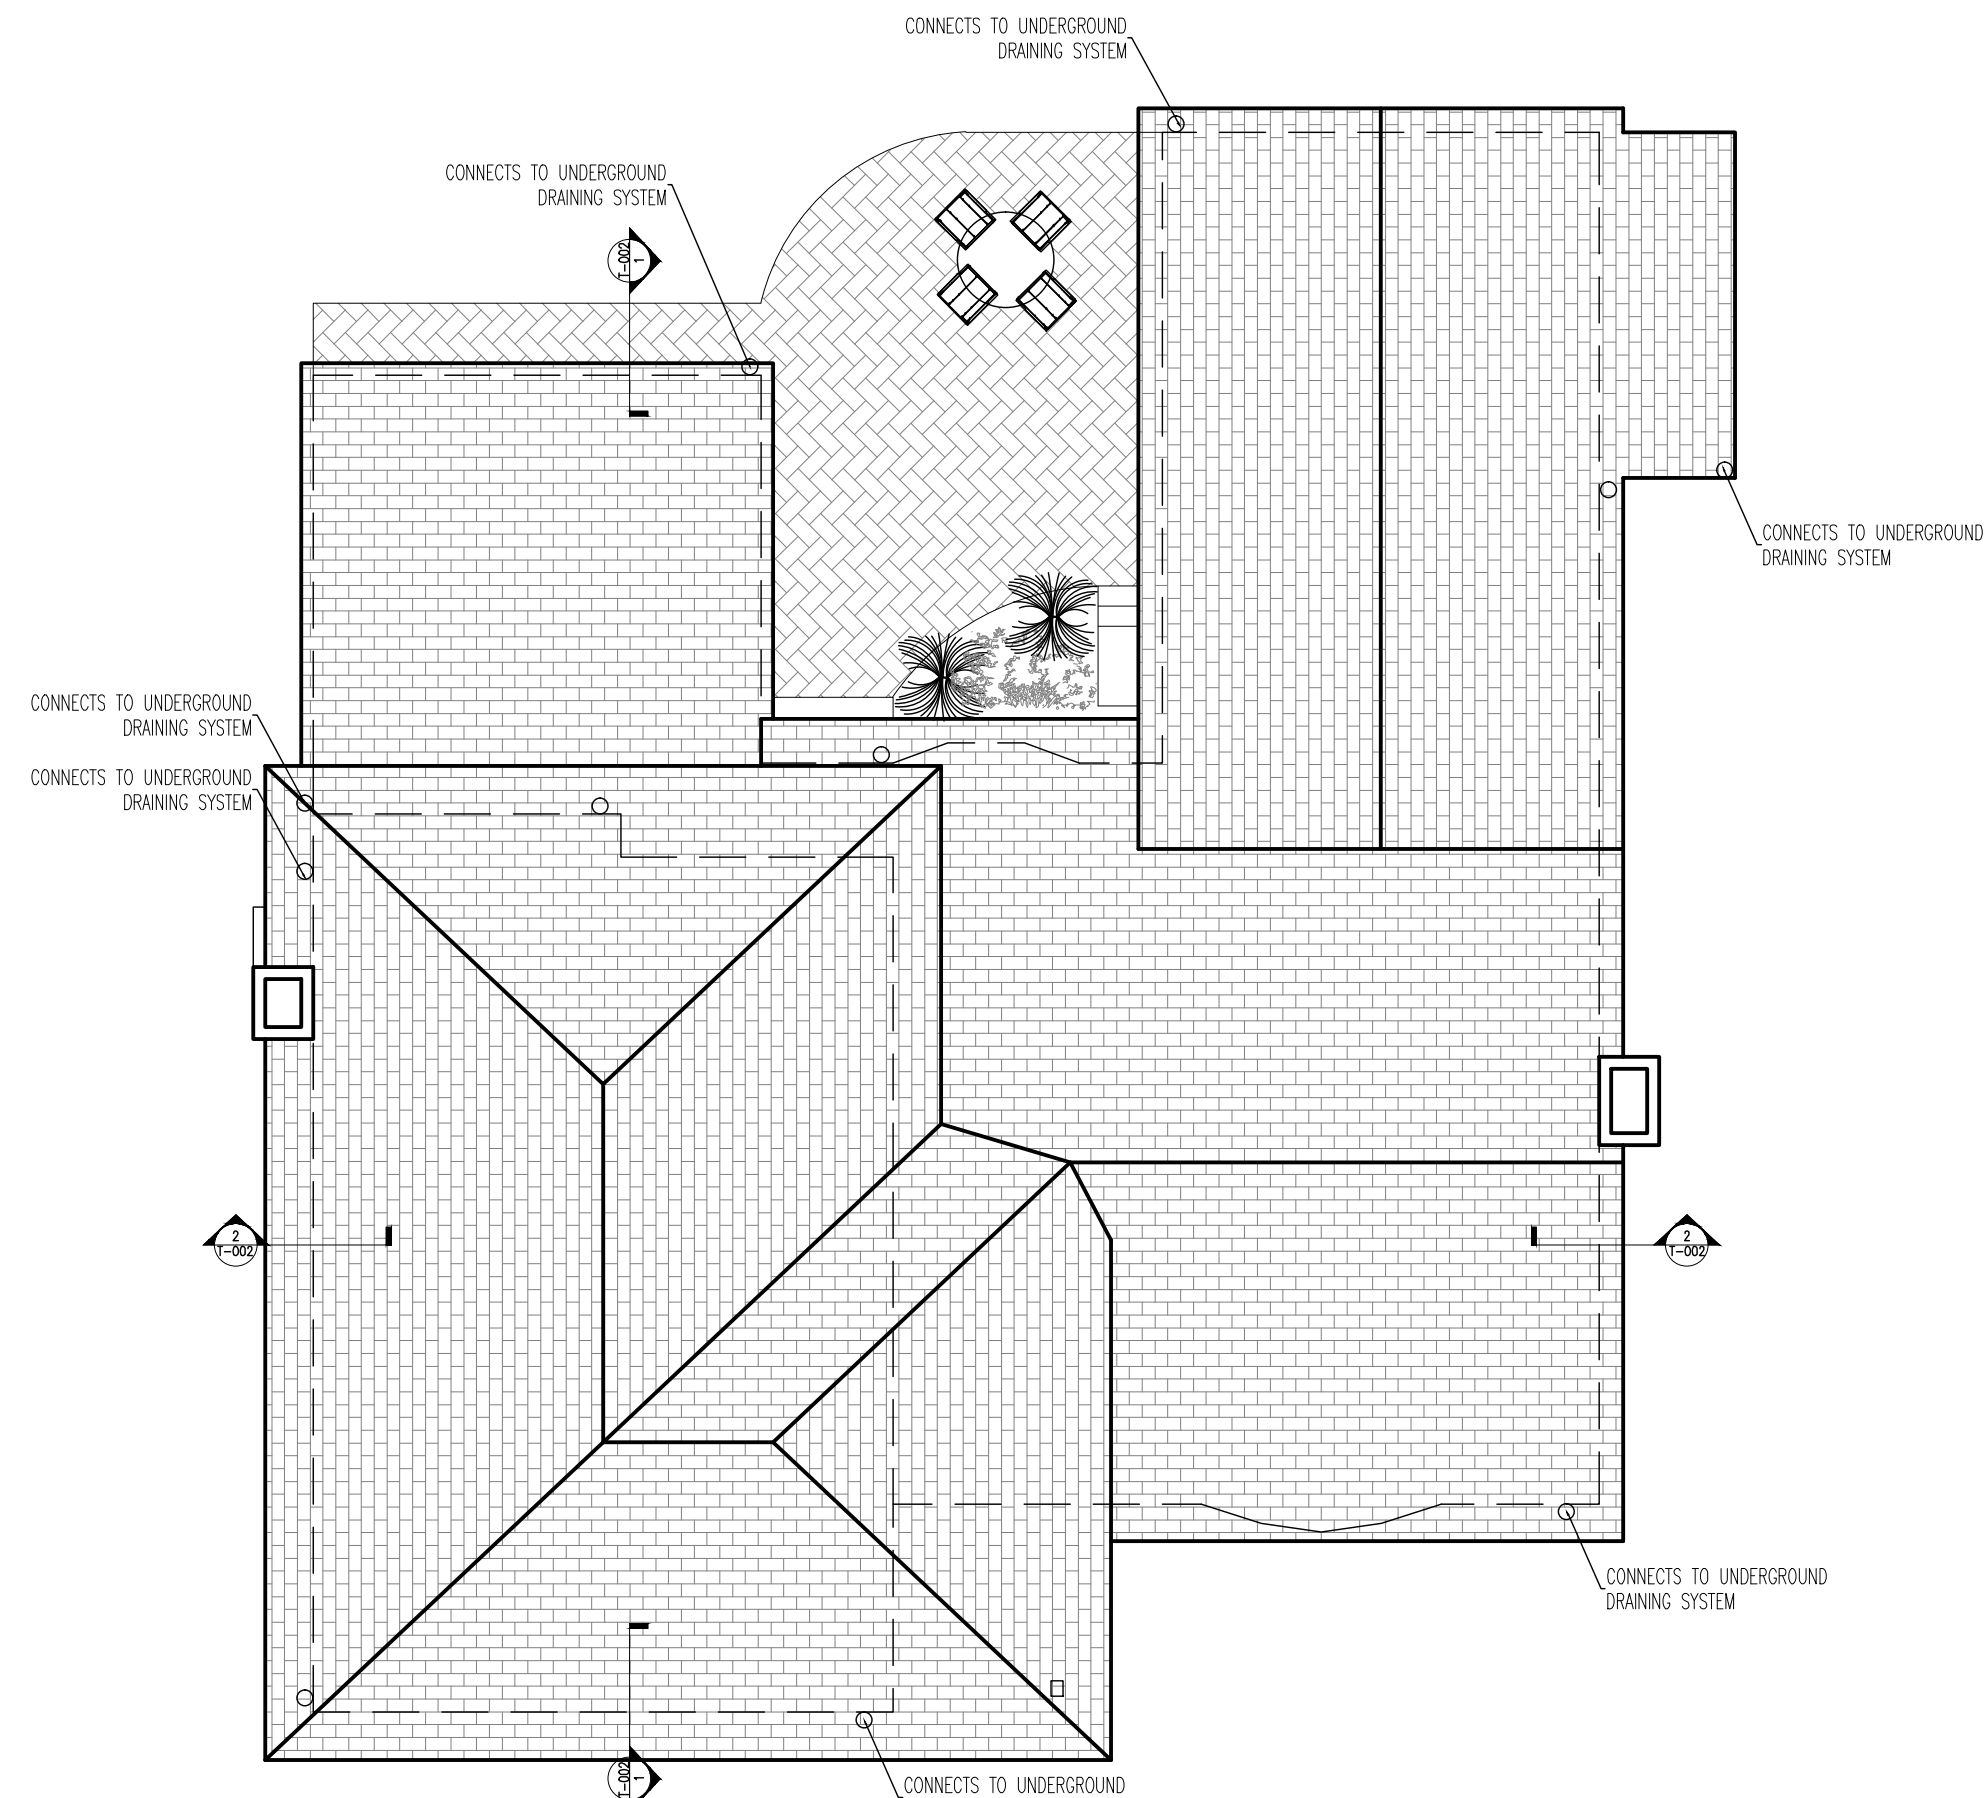 CONNECTS TO UNDERGROUND
DRAINING SYSTEM
CONNECTS TO UNDERGROUND
DRAINING SYSTEM
T-002
1
CONNECTS TO UNDERGROUND
DRAINING SYSTEM
CONNECTS TO UNDERGROUND
DRAINING SYSTEM
CONNECTS TO UNDERGROUND
DRAINING SYSTEM
2
T-002
2
T-002
CONNECTS TO UNDERGROUND
DRAINING SYSTEM
T-002
1
CONNECTS TO UNDERGROUND